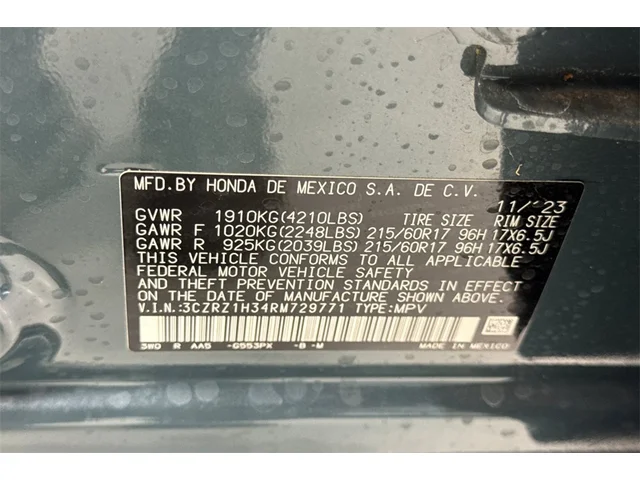 MFD. BY HONDA DE MEXICO S.A. DE C.V. 11/'23
GVWR 1910KG(4210LBS) TIRE SIZE RIM SIZE
GAWR F 1020KG(2248LBS) 215/60R17 96H 17X6.5J
GAWR R 925KG(2039LBS) 215/60R17 96H 17X6.5J
THIS VEHICLE CONFORMS TO ALL APPLICABLE
FEDERAL MOTOR VEHICLE SAFETY
AND THEFT PREVENTION STANDARDS IN EFFECT
ON THE DATE OF MANUFACTURE SHOWN ABOVE.
V.I.N.:3CZRZ1H34RM729771 TYPE:MPV
3W0 R AA5 -G553PX -B -M MADE IN MEXICO